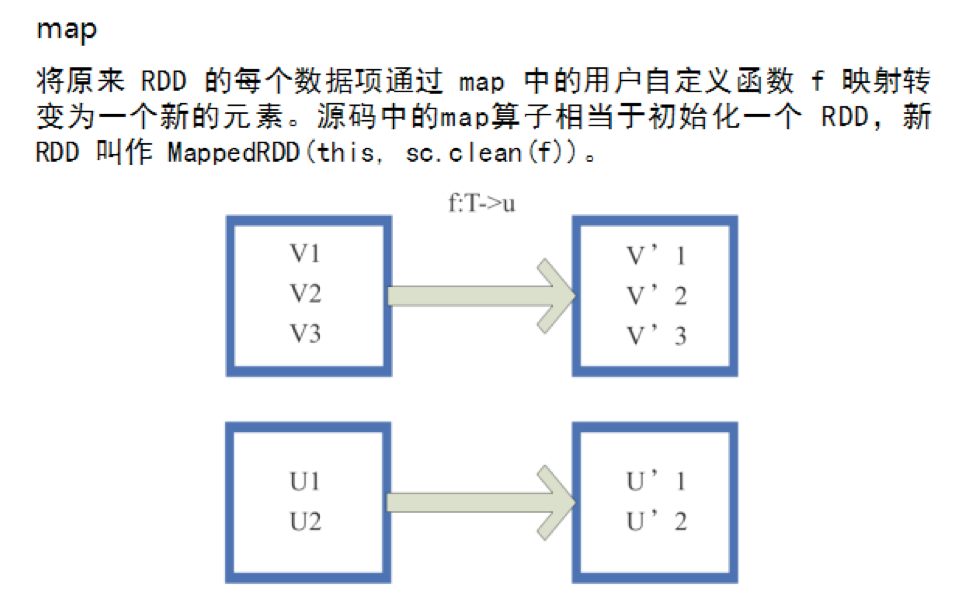 map
将原来 RDD 的每个数据项通过 map 中的用户自定义函数 f 映射转
变为一个新的元素。源码中的map算子相当于初始化一个 RDD，新
RDD 叫作 MappedRDD(this, sc.clean(f))。
f:T->u
V1
V2
V3
V’ 1
V’ 2
V’ 3
U1
U2
U’ 1
U’ 2